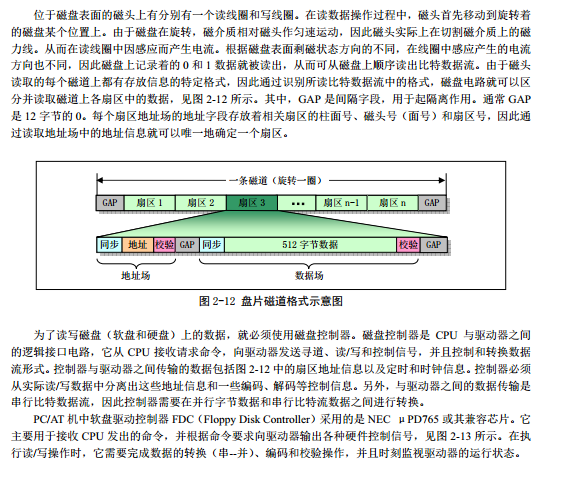 位于磁盘表面的磁头上有分别有一个读线圈和写线圈。在读数据操作过程中，磁头首先移动到旋转着
的磁盘某个位置上。由于磁盘在旋转，磁介质相对磁头作匀速运动，因此磁头实际上在切割磁介质上的磁
力线。从而在读线圈中因感应而产生电流。根据磁盘表面剩磁状态方向的不同，在线圈中感应产生的电流
方向也不同，因此磁盘上记录着的 0 和 1 数据就被读出，从而可从磁盘上顺序读出比特数据流。由于磁头
读取的每个磁道上都有存放信息的特定格式，因此通过识别所读比特数据流中的格式，磁盘电路就可以区
分并读取磁道上各扇区中的数据，见图 2-12 所示。其中，GAP 是间隔字段，用于起隔离作用。通常 GAP
是 12 字节的 0。每个扇区地址场的地址字段存放着相关扇区的柱面号、磁头号（面号）和扇区号，因此通
过读取地址场中的地址信息就可以唯一地确定一个扇区。
一条磁道（旋转一圈）
GAP 扇区 1 扇区 2 扇区 3 ••• 扇区 n-1 扇区 n GAP
同步 地址 校验 GAP 同步 512 字节数据 校验 GAP
地址场 数据场
图 2-12 盘片磁道格式示意图
为了读写磁盘（软盘和硬盘）上的数据，就必须使用磁盘控制器。磁盘控制器是 CPU 与驱动器之间
的逻辑接口电路，它从 CPU 接收请求命令，向驱动器发送寻道、读/写和控制信号，并且控制和转换数据
流形式。控制器与驱动器之间传输的数据包括图 2-12 中的扇区地址信息以及定时和时钟信息。控制器必须
从实际读/写数据中分离出这些地址信息和一些编码、解码等控制信息。另外，与驱动器之间的数据传输是
串行比特数据流，因此控制器需要在并行字节数据和串行比特流数据之间进行转换。
PC/AT 机中软盘驱动控制器 FDC（Floppy Disk Controller）采用的是 NEC μPD765 或其兼容芯片。它
主要用于接收 CPU 发出的命令，并根据命令要求向驱动器输出各种硬件控制信号，见图 2-13 所示。在执
行读/写操作时，它需要完成数据的转换（串--并）、编码和校验操作，并且时刻监视驱动器的运行状态。